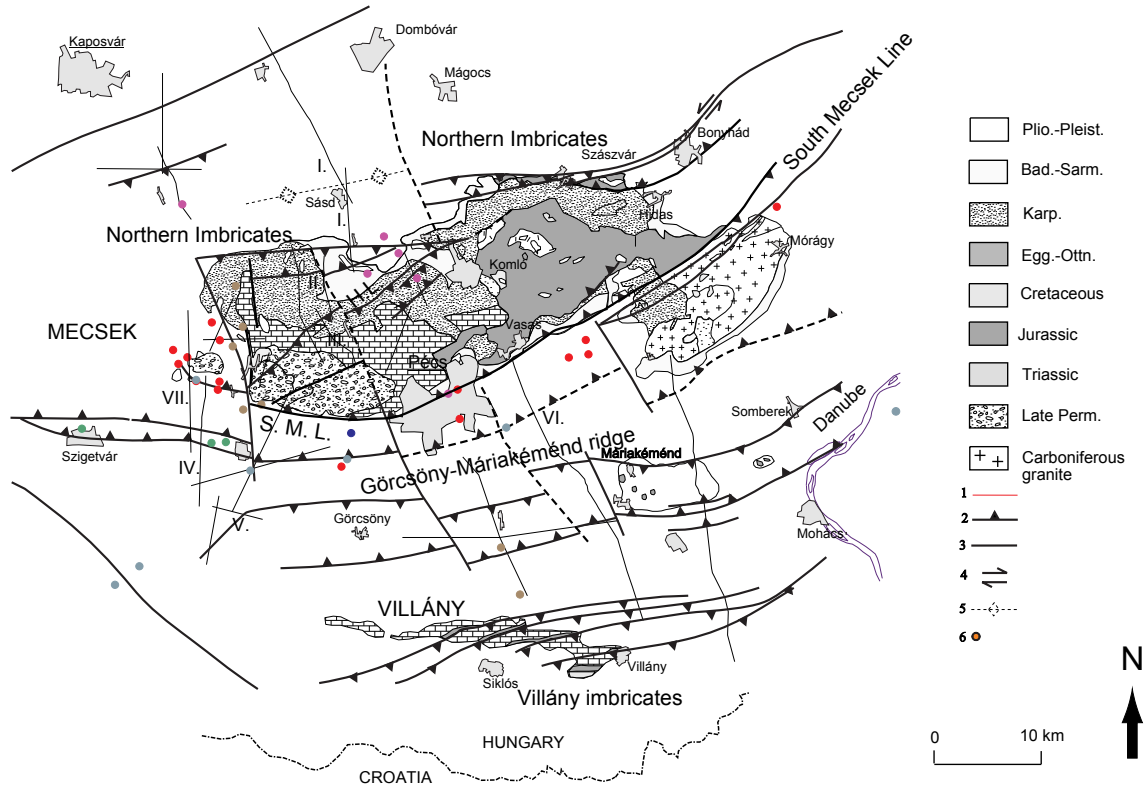 Kaposvár
Dombóvár
Mágocs
Northern Imbricates
Bonyhád
South Mecsek Line
Szászvár
Hidas
Mórágy
Sásd
I.
I.
Northern Imbricates
II.
Komló
III.
MECSEK
Vasas
Pécs
VII.
S. M. L.
VI.
Szigetvár
IV.
Görcsöny-Máriakéménd ridge
Máriakéménd
Somberek
Danube
V.
Görcsöny
Mohács
VILLÁNY
Villány
Siklós
Villány imbricates
HUNGARY
CROATIA
Plio.-Pleist.
Bad.-Sarm.
Karp.
Egg.-Ottn.
Cretaceous
Jurassic
Triassic
Late Perm.
Carboniferous
granite
1
2
3
4
5
6
N
0 10 km